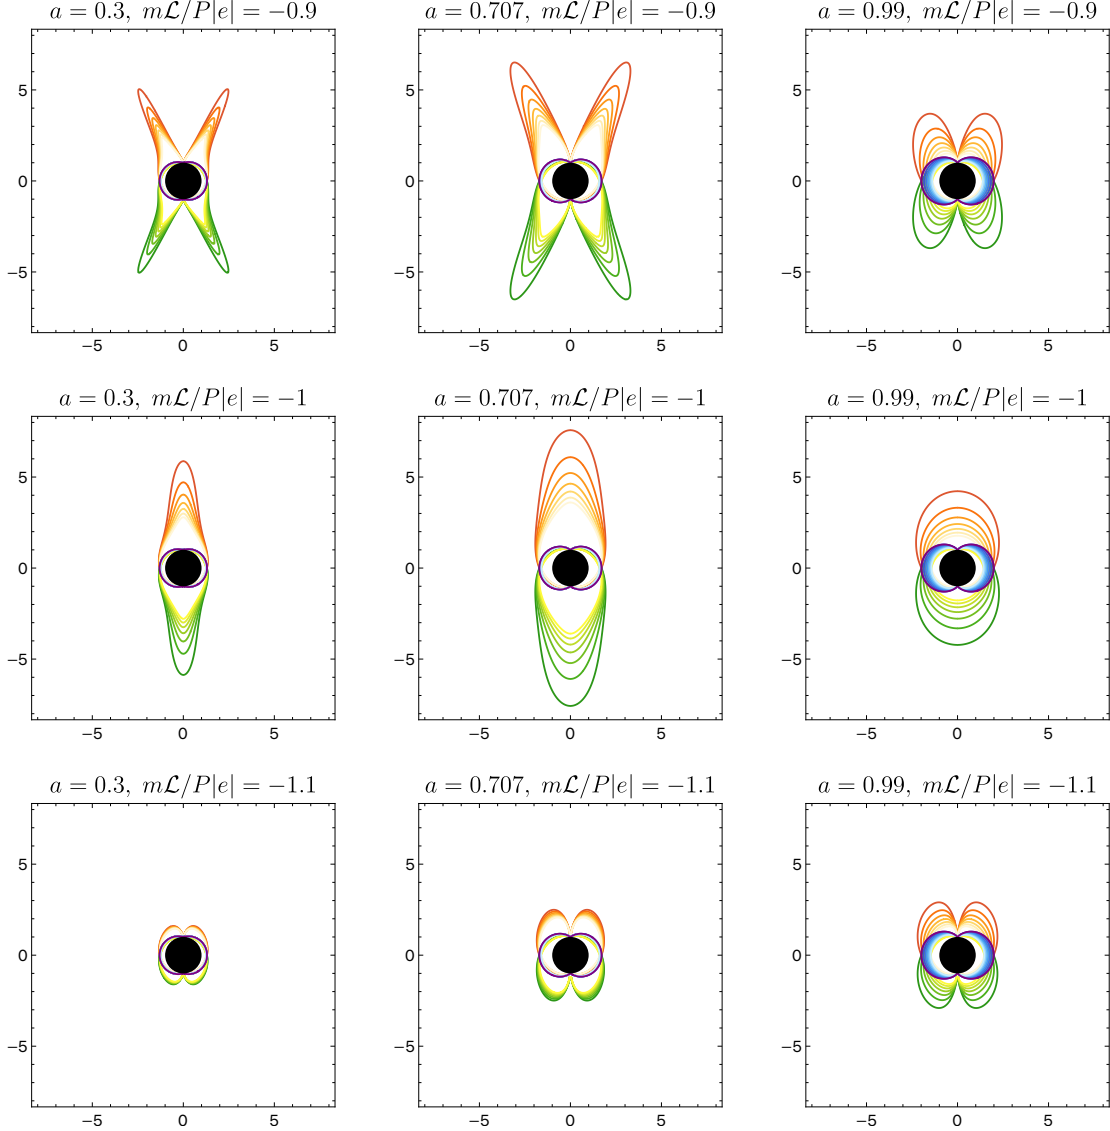 a = 0.3, mℒ/P|e| = −0.9
a = 0.707, mℒ/P|e| = −0.9
a = 0.99, mℒ/P|e| = −0.9
5
0
−5
−5 0 5
5
0
−5
−5 0 5
5
0
−5
−5 0 5
a = 0.3, mℒ/P|e| = −1
a = 0.707, mℒ/P|e| = −1
a = 0.99, mℒ/P|e| = −1
5
0
−5
−5 0 5
5
0
−5
−5 0 5
5
0
−5
−5 0 5
a = 0.3, mℒ/P|e| = −1.1
a = 0.707, mℒ/P|e| = −1.1
a = 0.99, mℒ/P|e| = −1.1
5
0
−5
−5 0 5
5
0
−5
−5 0 5
5
0
−5
−5 0 5